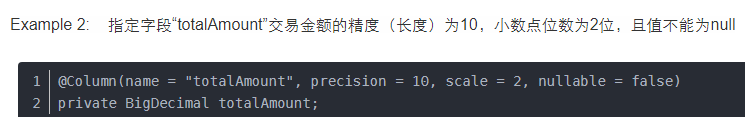 Example 2: 指定字段“totalAmount”交易金额的精度（长度）为10，小数点位数为2位，且值不能为null
1 @Column(name = "totalAmount", precision = 10, scale = 2, nullable = false)
2 private BigDecimal totalAmount;